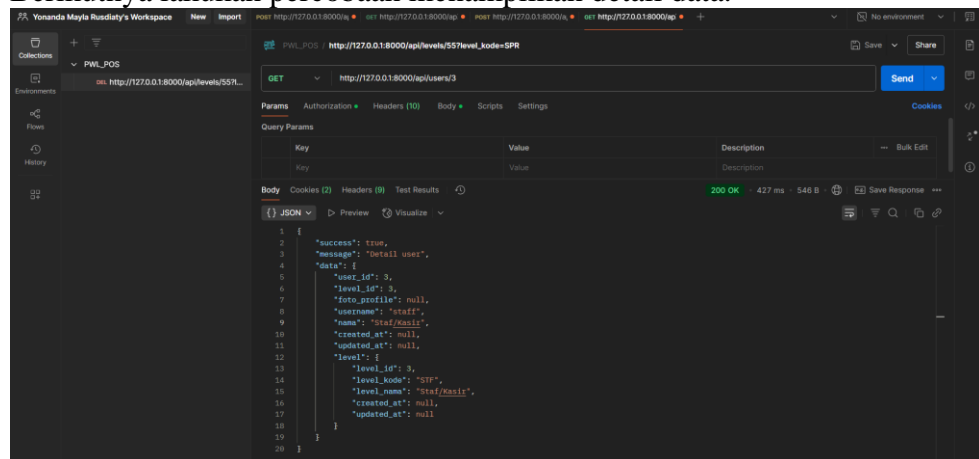 Berikutnya lakukan percobaan menampilkan detail data.
Yonanda Mayla Rusdiaty's Workspace New Import POST http://127.0.0.1:8000/a GET http://127.0.0.1:8000/ap POST http://127.0.0.1:8000/a, GET http://127.0.0.1:8000/ap + No environment
Collections
Environments
Flows
History
PWL_POS
DEL http://127.0.0.1:8000/api/levels/55?l...
PWL_POS / http://127.0.0.1:8000/api/levels/55?level_kode=SPR Save Share
GET http://127.0.0.1:8000/api/users/3 Send
Params Authorization Headers (10) Body Scripts Settings Cookies
Query Params
Key Value Description ... Bulk Edit
Key Value Description
Body Cookies (2) Headers (9) Test Results 200 OK 427 ms 546 B Save Response ...
{} JSON Preview Visualize
1 {
2 "success": true,
3 "message": "Detail user",
4 "data": {
5 "user_id": 3,
6 "level_id": 3,
7 "foto_profile": null,
8 "username": "staff",
9 "nama": "Staf/Kasir",
10 "created_at": null,
11 "updated_at": null,
12 "level": {
13 "level_id": 3,
14 "level_kode": "STF",
15 "level_nama": "Staf/Kasir",
16 "created_at": null,
17 "updated_at": null
18 }
19 }
20 }